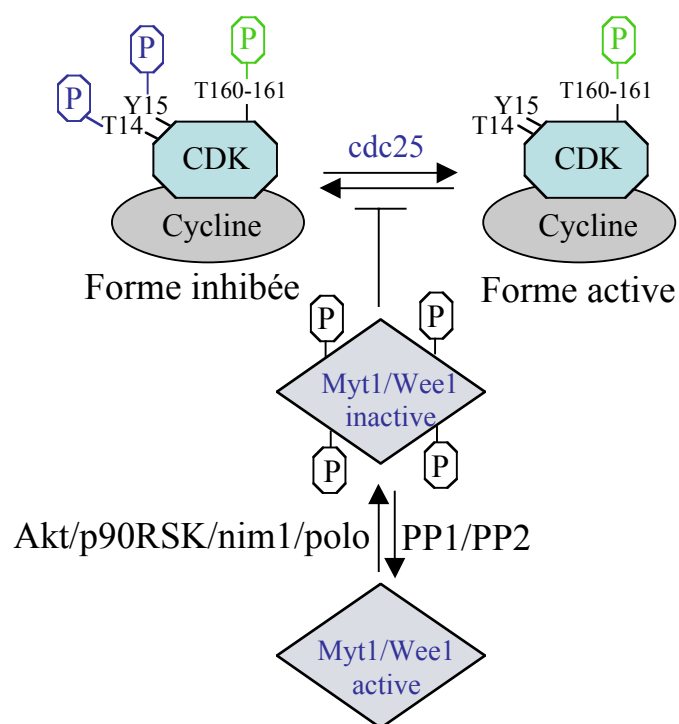 P
P
P
Y15
T14
T160-161
CDK
Cycline
Forme inhibée
cdc25
P
Y15
T14
T160-161
CDK
Cycline
Forme active
P
P
Myt1/Wee1
inactive
P
P
Akt/p90RSK/nim1/polo
PP1/PP2
Myt1/Wee1
active